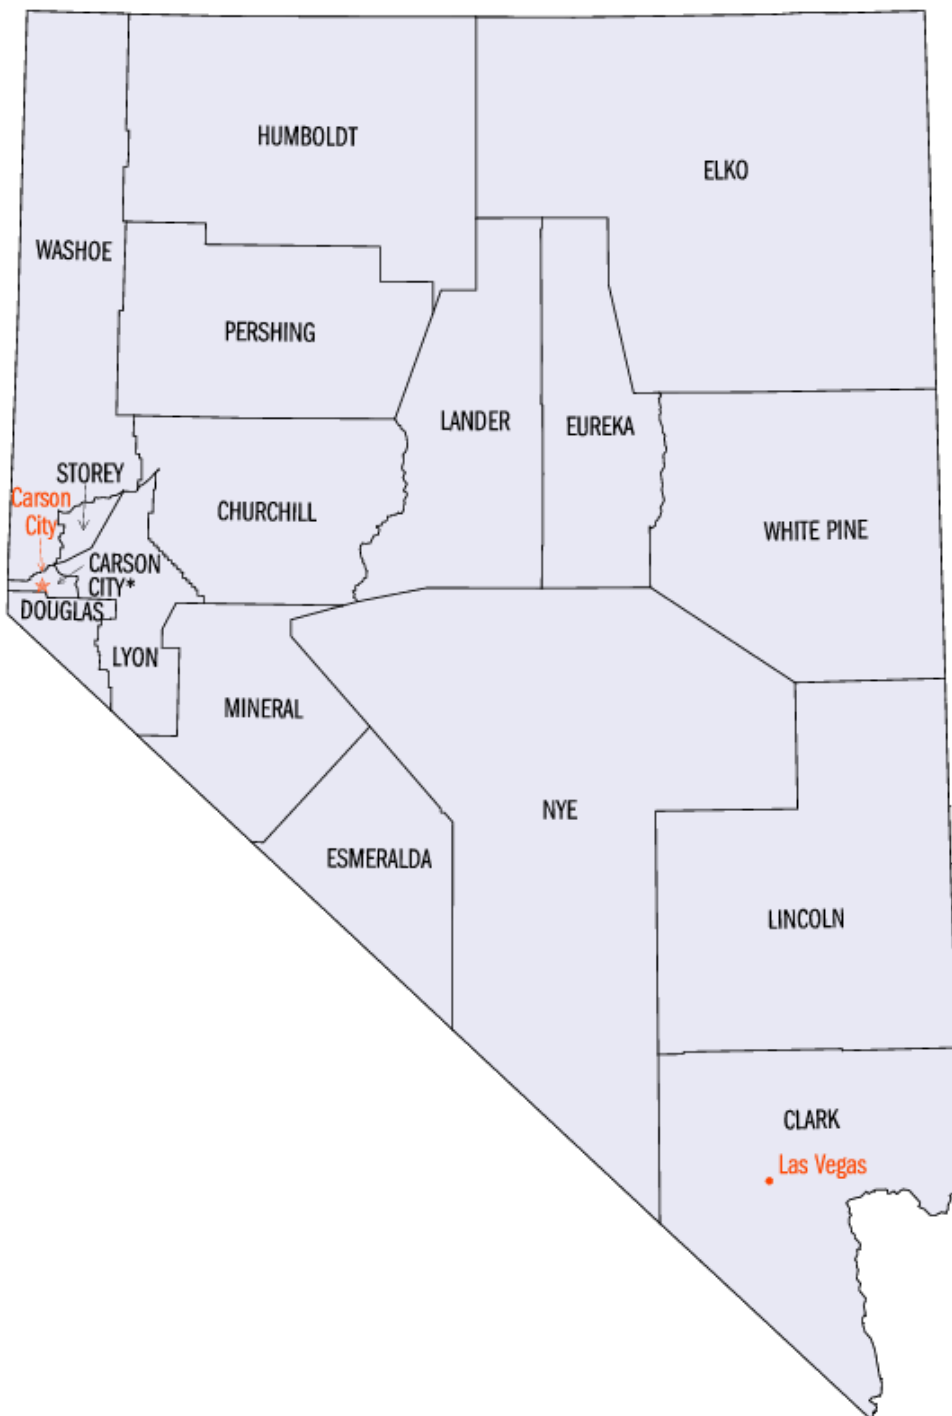 HUMBOLDT
ELKO
WASHOE
PERSHING
LANDER
EUREKA
STOREY
Carson
City
CHURCHILL
WHITE PINE
CARSON
CITY*
DOUGLAS
LYON
MINERAL
NYE
ESMERALDA
LINCOLN
CLARK
Las Vegas